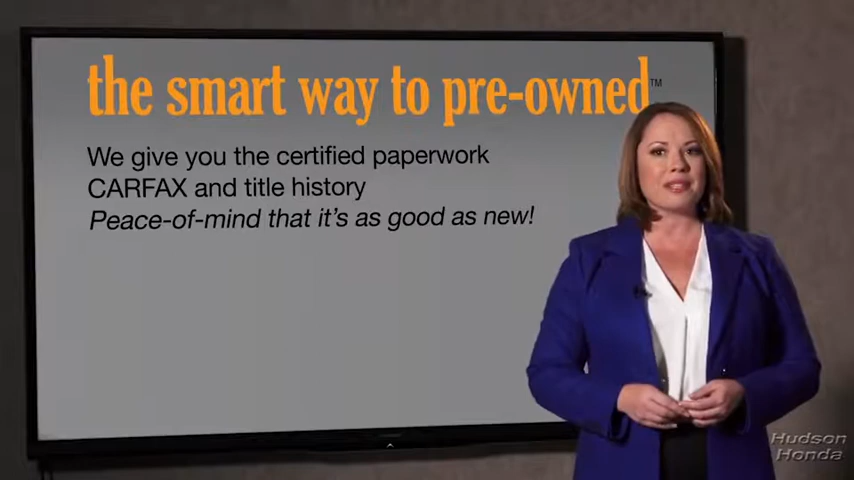 the smart way to pre-owned™
We give you the certified paperwork
CARFAX and title history
Peace-of-mind that it's as good as new!
Hudson
Honda